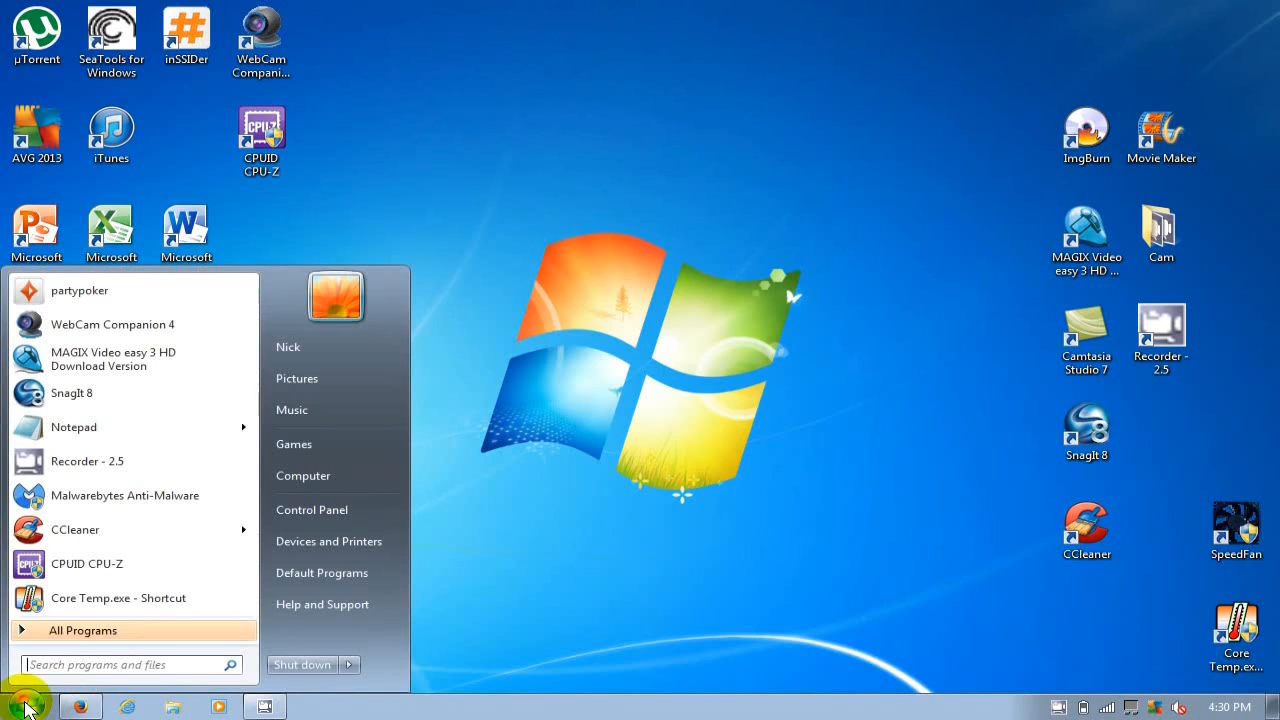 µTorrent
SeaTools for
Windows
inSSIDer
WebCam
Compani...
AVG 2013
iTunes
CPU-Z
CPUID
CPU-Z
ImgBurn
Movie Maker
Microsoft
Microsoft
Microsoft
MAGIX Video
easy 3 HD ...
Cam
Camtasia
Studio 7
Recorder -
2.5
SnagIt 8
CCleaner
SpeedFan
Core
Temp.ex...
partypoker
WebCam Companion 4
MAGIX Video easy 3 HD
Download Version
SnagIt 8
Notepad
Recorder - 2.5
Malwarebytes Anti-Malware
CCleaner
CPU-Z
CPUID CPU-Z
Core Temp.exe - Shortcut
All Programs
Search programs and files
Nick
Pictures
Music
Games
Computer
Control Panel
Devices and Printers
Default Programs
Help and Support
Shut down
4:30 PM